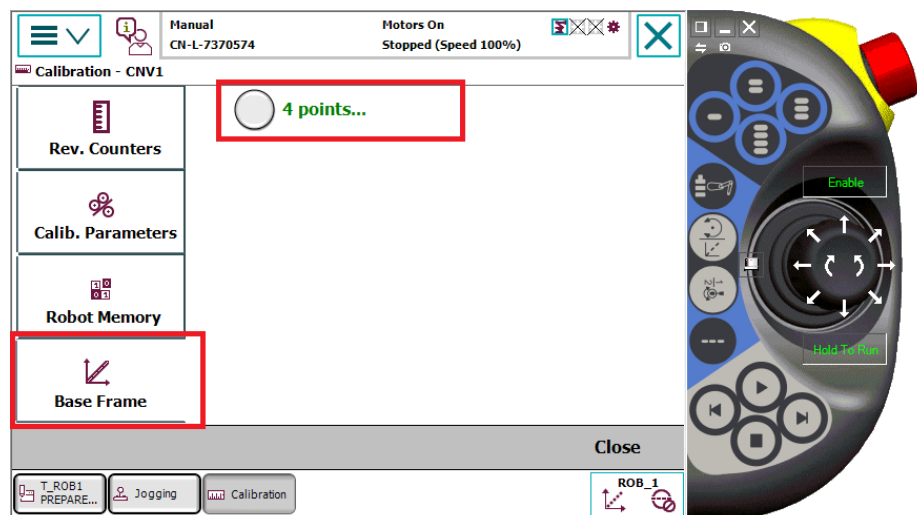 Manual
CN-L-7370574
Motors On
Stopped (Speed 100%)
Calibration - CNV1
Rev. Counters
Calib. Parameters
Robot Memory
Base Frame
4 points...
Close
T_ROB1
PREPARE...
Jogging
Calibration
ROB_1
Enable
Hold To Run